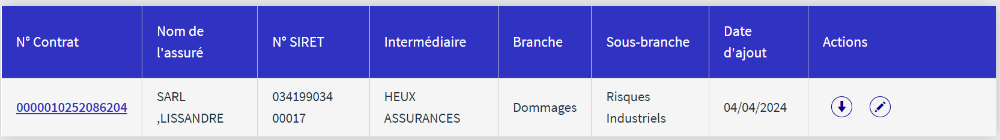 N° Contrat
Nom de
l'assuré
N° SIRET
Intermédiaire
Branche
Sous-branche
Date
d'ajout
Actions
0000010252086204
SARL
,LISSANDRE
034199034
00017
HEUX
ASSURANCES
Dommages
Risques
Industriels
04/04/2024